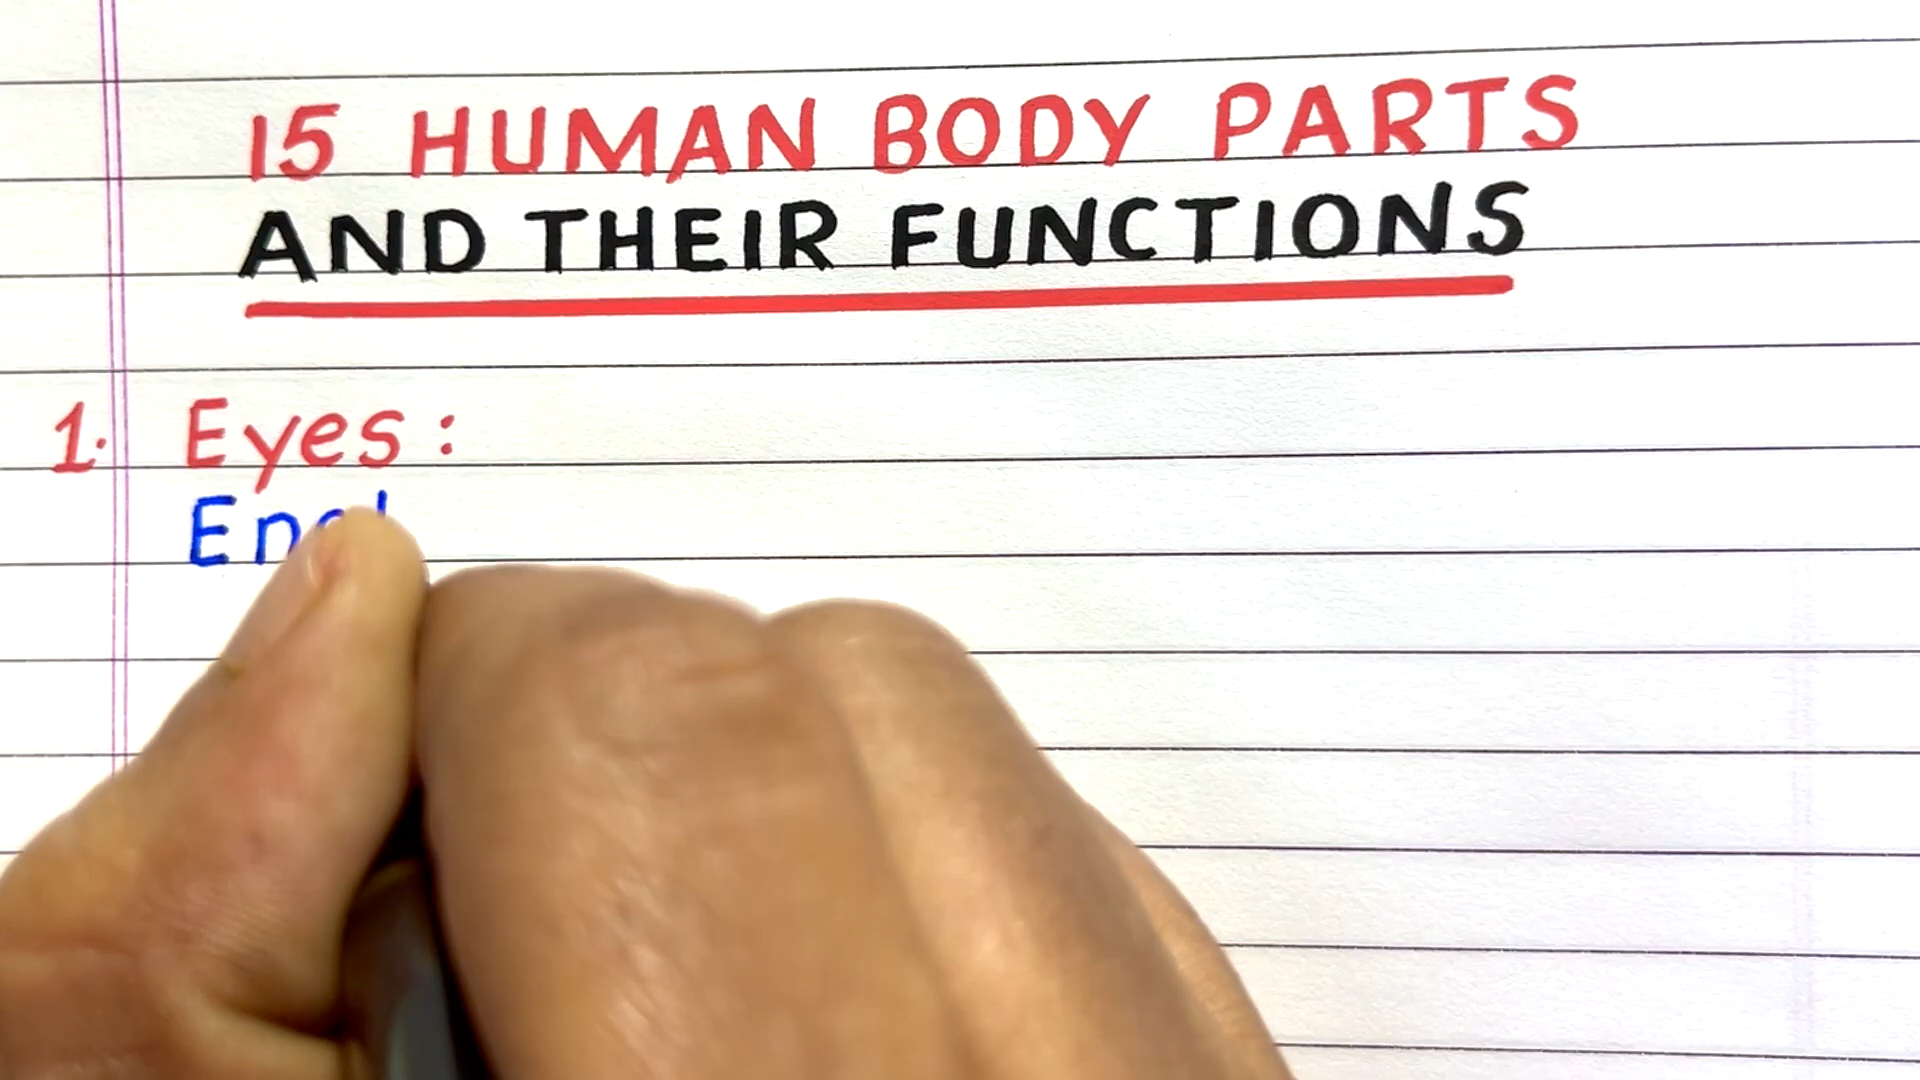 15 HUMAN BODY PARTS
AND THEIR FUNCTIONS
1. Eyes :